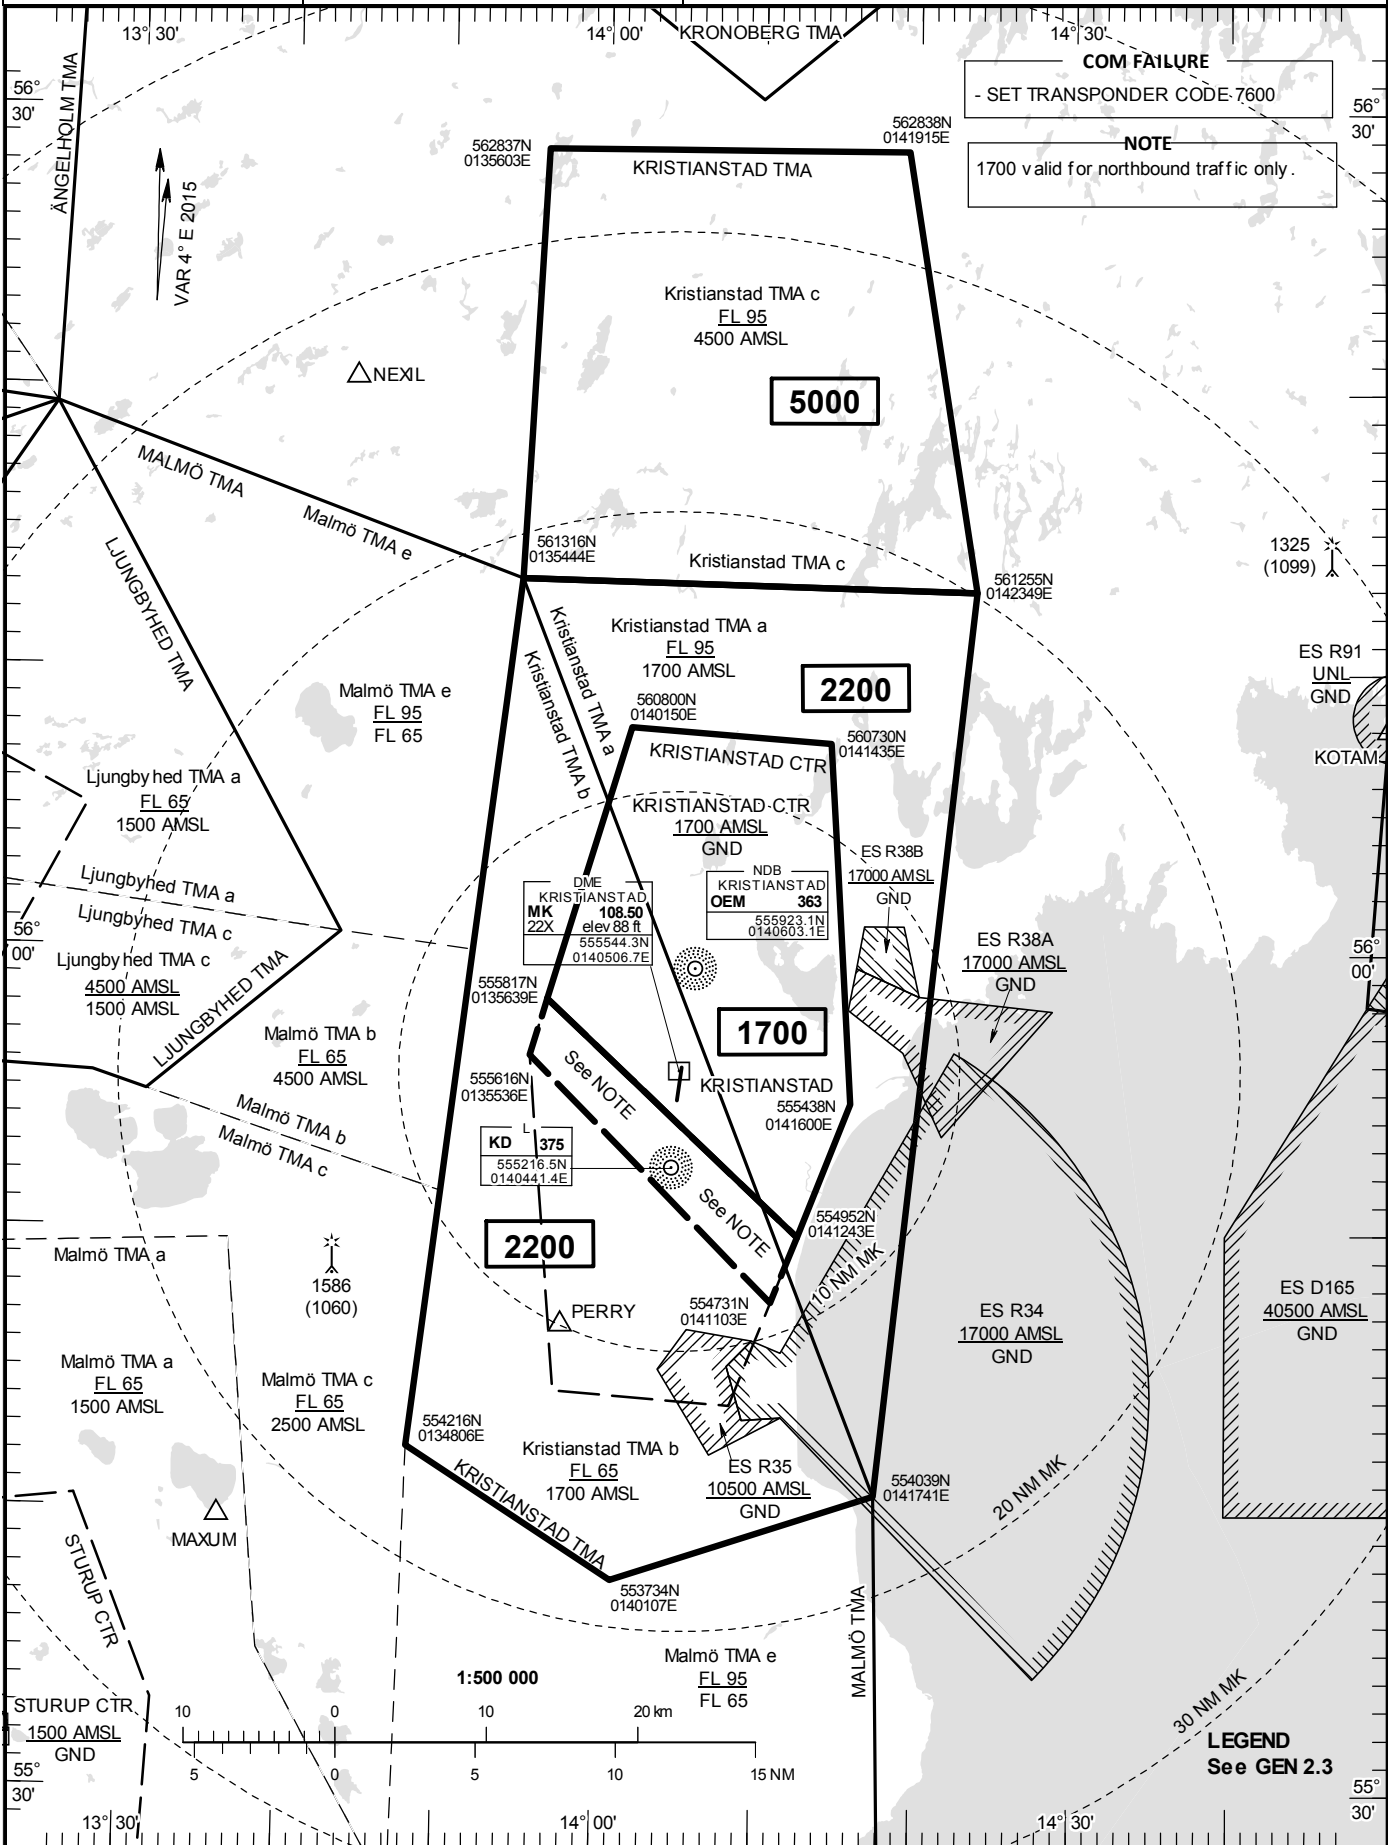 13° 30'
14° 00'
KRONOBERG TMA
14° 30'
COM FAILURE
- SET TRANSPONDER CODE 7600
NOTE
1700 valid for northbound traffic only.
56°
30'
56°
30'
ÄNGELHOLM TMA
VAR 4° E 2015
562837N
0135603E
562838N
0141915E
KRISTIANSTAD TMA
Kristianstad TMA c
FL 95
4500 AMSL
5000
NEXIL
MALMÖ TMA
Malmö TMA e
561316N
0135444E
Kristianstad TMA c
561255N
0142349E
1325
(1099)
LJUNGBYHED TMA
Kristianstad TMA a
Kristianstad TMA b
Kristianstad TMA a
FL 95
1700 AMSL
2200
ES R91
UNL
GND
KOTAM
Malmö TMA e
FL 95
FL 65
560800N
0140150E
560730N
0141435E
KRISTIANSTAD CTR
KRISTIANSTAD CTR
1700 AMSL
GND
Ljungbyhed TMA a
FL 65
1500 AMSL
Ljungbyhed TMA a
Ljungbyhed TMA c
56°
00'
Ljungbyhed TMA c
4500 AMSL
1500 AMSL
LJUNGBYHED TMA
DME
KRISTIANSTAD
MK 108.50
22X elev 88 ft
555544.3N
0140506.7E
NDB
KRISTIANSTAD
OEM 363
555923.1N
0140603.1E
ES R38B
17000 AMSL
GND
ES R38A
17000 AMSL
GND
56°
00'
555817N
0135639E
1700
Malmö TMA b
FL 65
4500 AMSL
See NOTE
555616N
0135536E
KRISTIANSTAD
555438N
0141600E
Malmö TMA b
Malmö TMA c
L
KD 375
555216.5N
0140441.4E
See NOTE
554952N
0141243E
2200
Malmö TMA a
1586
(1060)
10 NM MK
554731N
0141103E
PERRY
ES R34
17000 AMSL
GND
ES D165
40500 AMSL
GND
Malmö TMA a
FL 65
1500 AMSL
Malmö TMA c
FL 65
2500 AMSL
554216N
0134806E
Kristianstad TMA b
FL 65
1700 AMSL
ES R35
10500 AMSL
GND
554039N
0141741E
20 NM MK
KRISTIANSTAD TMA
MAXUM
STURUP CTR
553734N
0140107E
MALMÖ TMA
Malmö TMA e
FL 95
FL 65
1:500 000
10 0 10 20 km
5 0 5 10 15 NM
STURUP CTR
1500 AMSL
GND
30 NM MK
LEGEND
See GEN 2.3
55°
30'
55°
30'
13° 30'
14° 00'
14° 30'